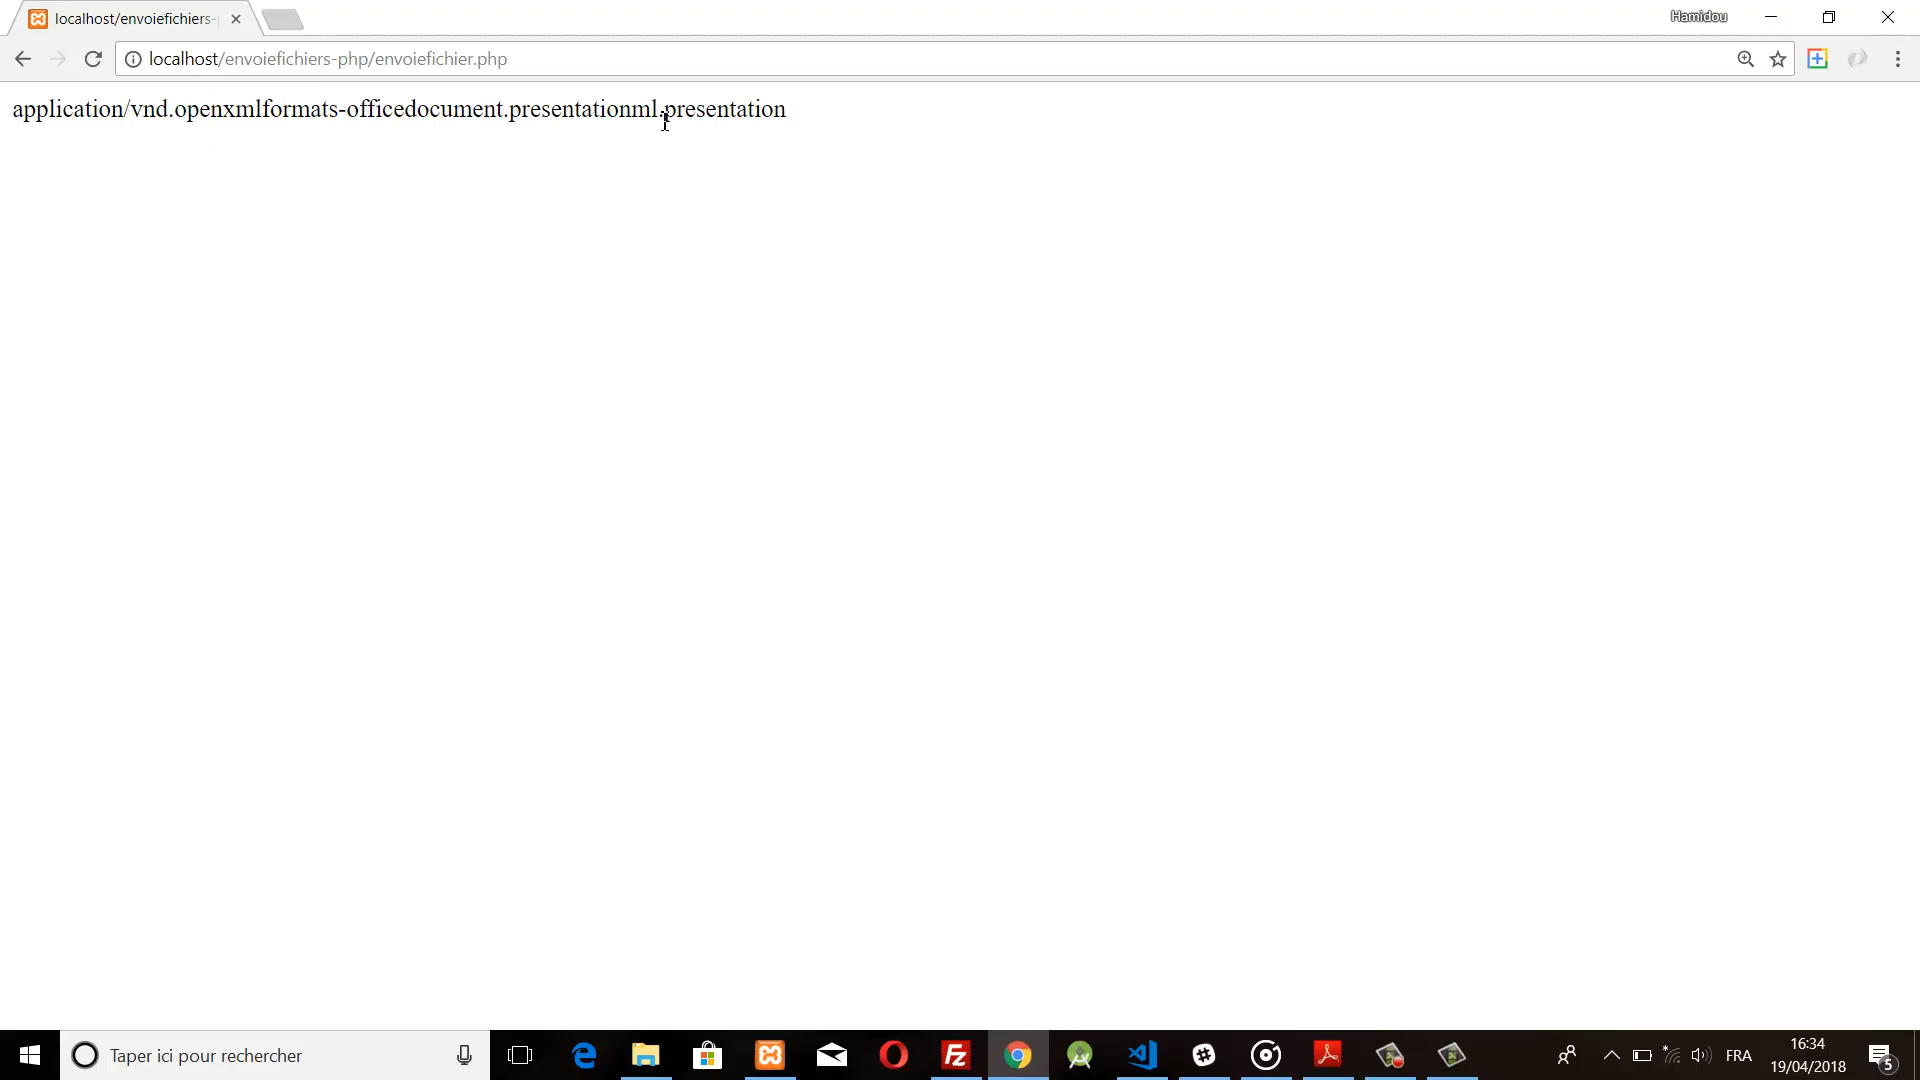 localhost/envoiefichiers-
Hamidou
localhost/envoiefichiers-php/envoiefichier.php
application/vnd.openxmlformats-officedocument.presentationml.presentation
Taper ici pour rechercher
FRA
16:34
19/04/2018
5